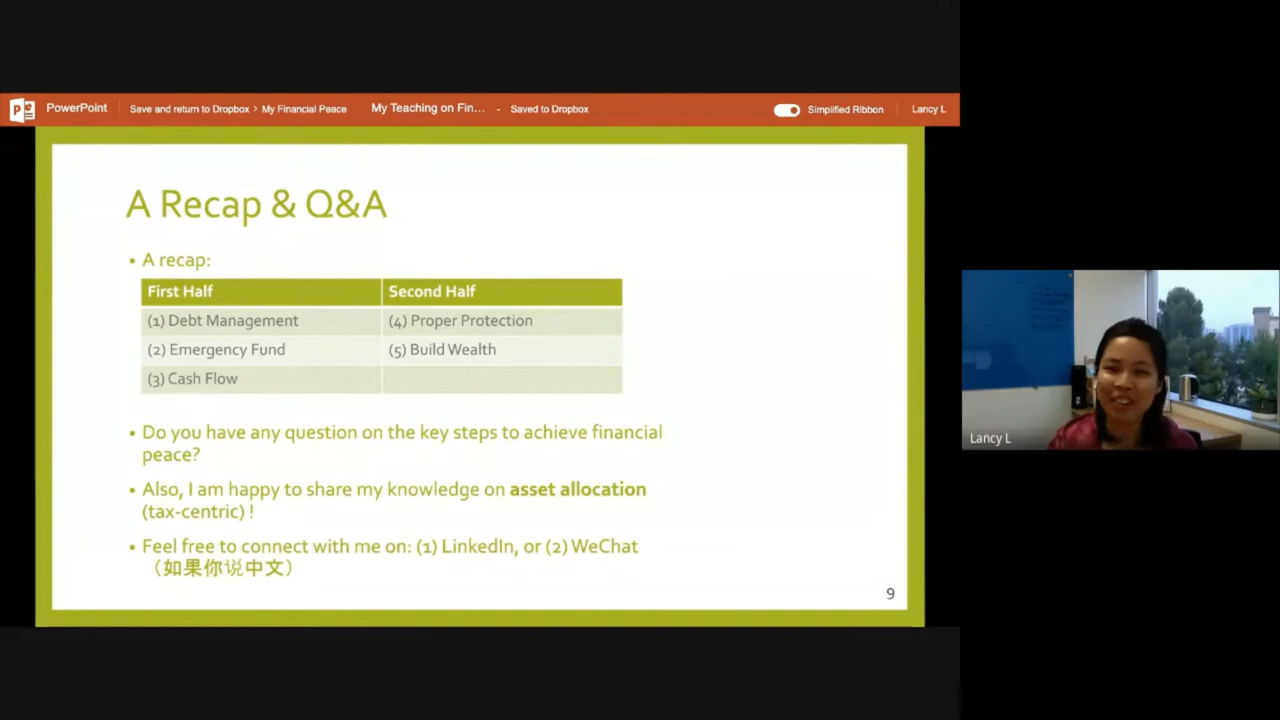 PowerPoint Save and return to Dropbox > My Financial Peace My Teaching on Fin... - Saved to Dropbox Simplified Ribbon Lancy L
A Recap & Q&A
• A recap:
First Half Second Half
(1) Debt Management (4) Proper Protection
(2) Emergency Fund (5) Build Wealth
(3) Cash Flow
• Do you have any question on the key steps to achieve financial
peace?
• Also, I am happy to share my knowledge on asset allocation
(tax-centric) !
• Feel free to connect with me on: (1) LinkedIn, or (2) WeChat
（如果你说中文）
9
Lancy L